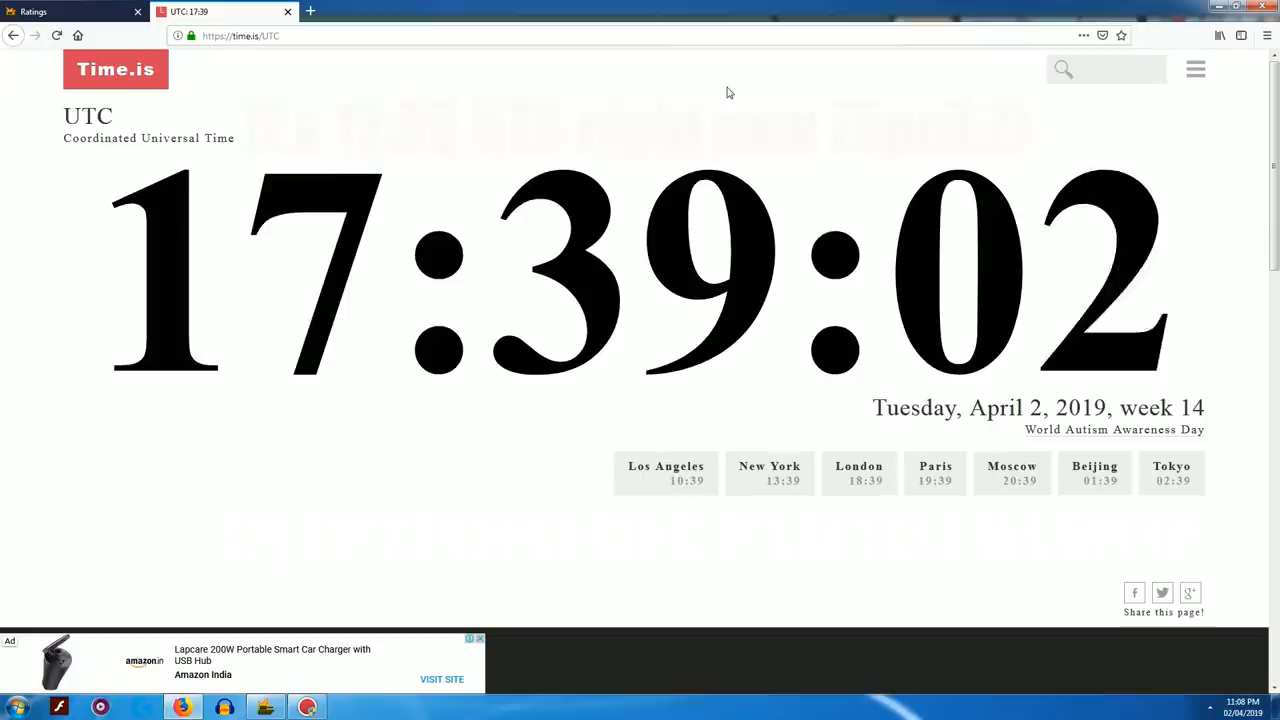 Ratings
UTC: 17:39
https://time.is/UTC
Time.is
UTC
Coordinated Universal Time
17:39:02
Tuesday, April 2, 2019, week 14
World Autism Awareness Day
Los Angeles
10:39
New York
13:39
London
18:39
Paris
19:39
Moscow
20:39
Beijing
01:39
Tokyo
02:39
Share this page!
Ad
amazon.in
Lapcare 200W Portable Smart Car Charger with
USB Hub
Amazon India
VISIT SITE
11:08 PM
02/04/2019